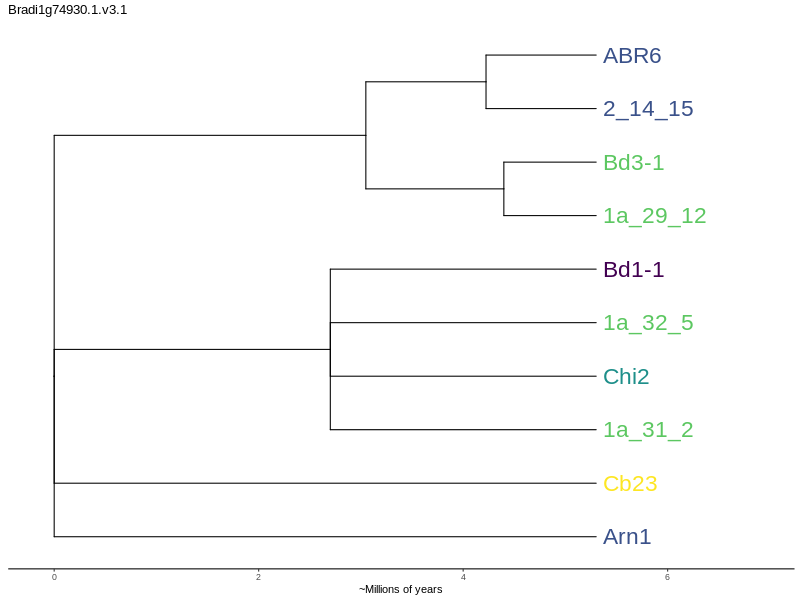 Bradi1g74930.1.v3.1
ABR6
2_14_15
Bd3-1
1a_29_12
Bd1-1
1a_32_5
Chi2
1a_31_2
Cb23
Arn1
0 2 4 6
~Millions of years